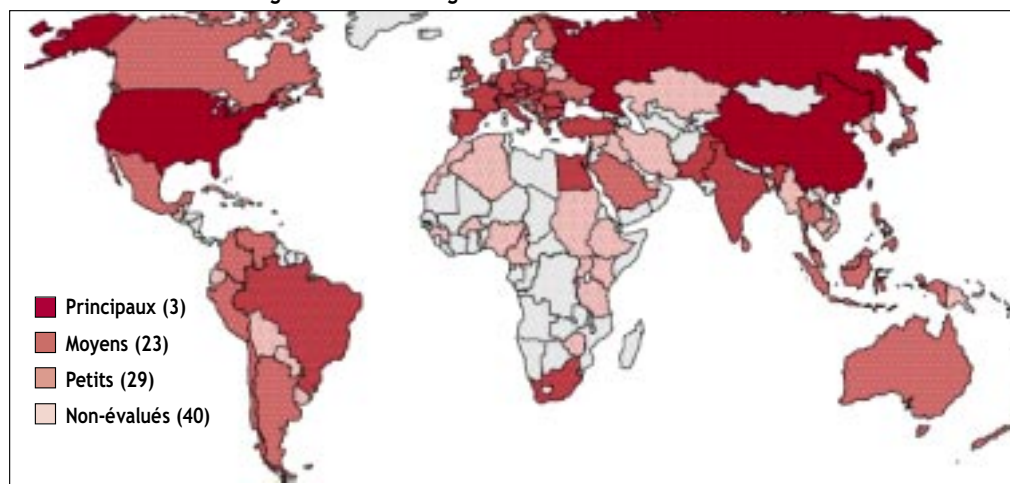 Principaux (3)
Moyens (23)
Petits (29)
Non-évalués (40)